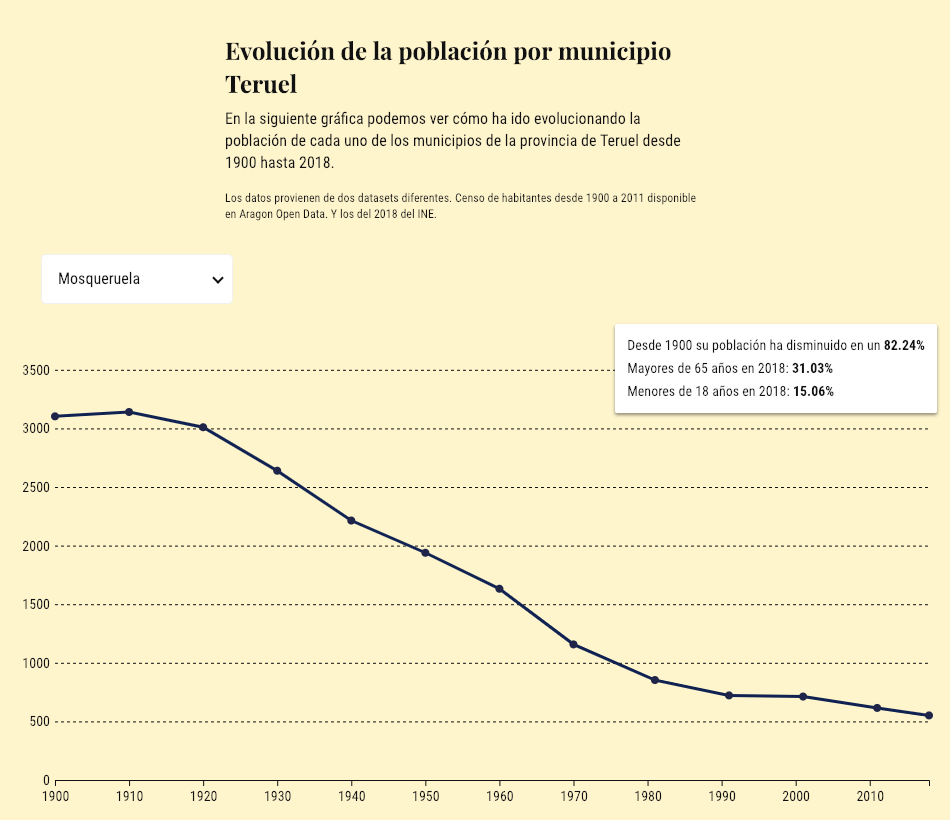 Evolución de la población por municipio
Teruel
En la siguiente gráfica podemos ver cómo ha ido evolucionando la
población de cada uno de los municipios de la provincia de Teruel desde
1900 hasta 2018.
Los datos provienen de dos datasets diferentes. Censo de habitantes desde 1900 a 2011 disponible
en Aragon Open Data. Y los del 2018 del INE.
Mosqueruela
Desde 1900 su población ha disminuido en un 82.24%
Mayores de 65 años en 2018: 31.03%
Menores de 18 años en 2018: 15.06%
3500
3000
2500
2000
1500
1000
500
0
1900 1910 1920 1930 1940 1950 1960 1970 1980 1990 2000 2010